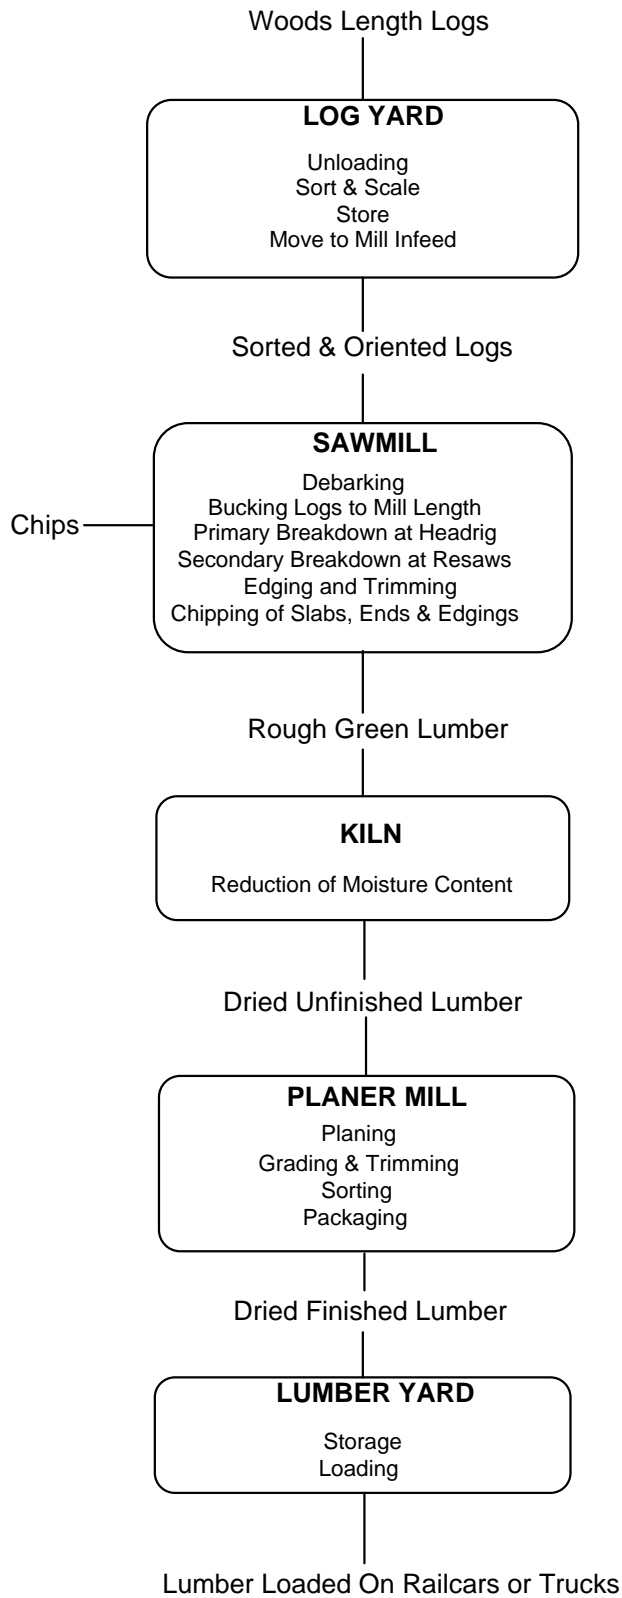 Woods Length Logs
LOG YARD
Unloading
Sort & Scale
Store
Move to Mill Infeed
Sorted & Oriented Logs
SAWMILL
Debarking
Bucking Logs to Mill Length
Chips
Primary Breakdown at Headrig
Secondary Breakdown at Resaws
Edging and Trimming
Chipping of Slabs, Ends & Edgings
Rough Green Lumber
KILN
Reduction of Moisture Content
Dried Unfinished Lumber
PLANER MILL
Planing
Grading & Trimming
Sorting
Packaging
Dried Finished Lumber
LUMBER YARD
Storage
Loading
Lumber Loaded On Railcars or Trucks